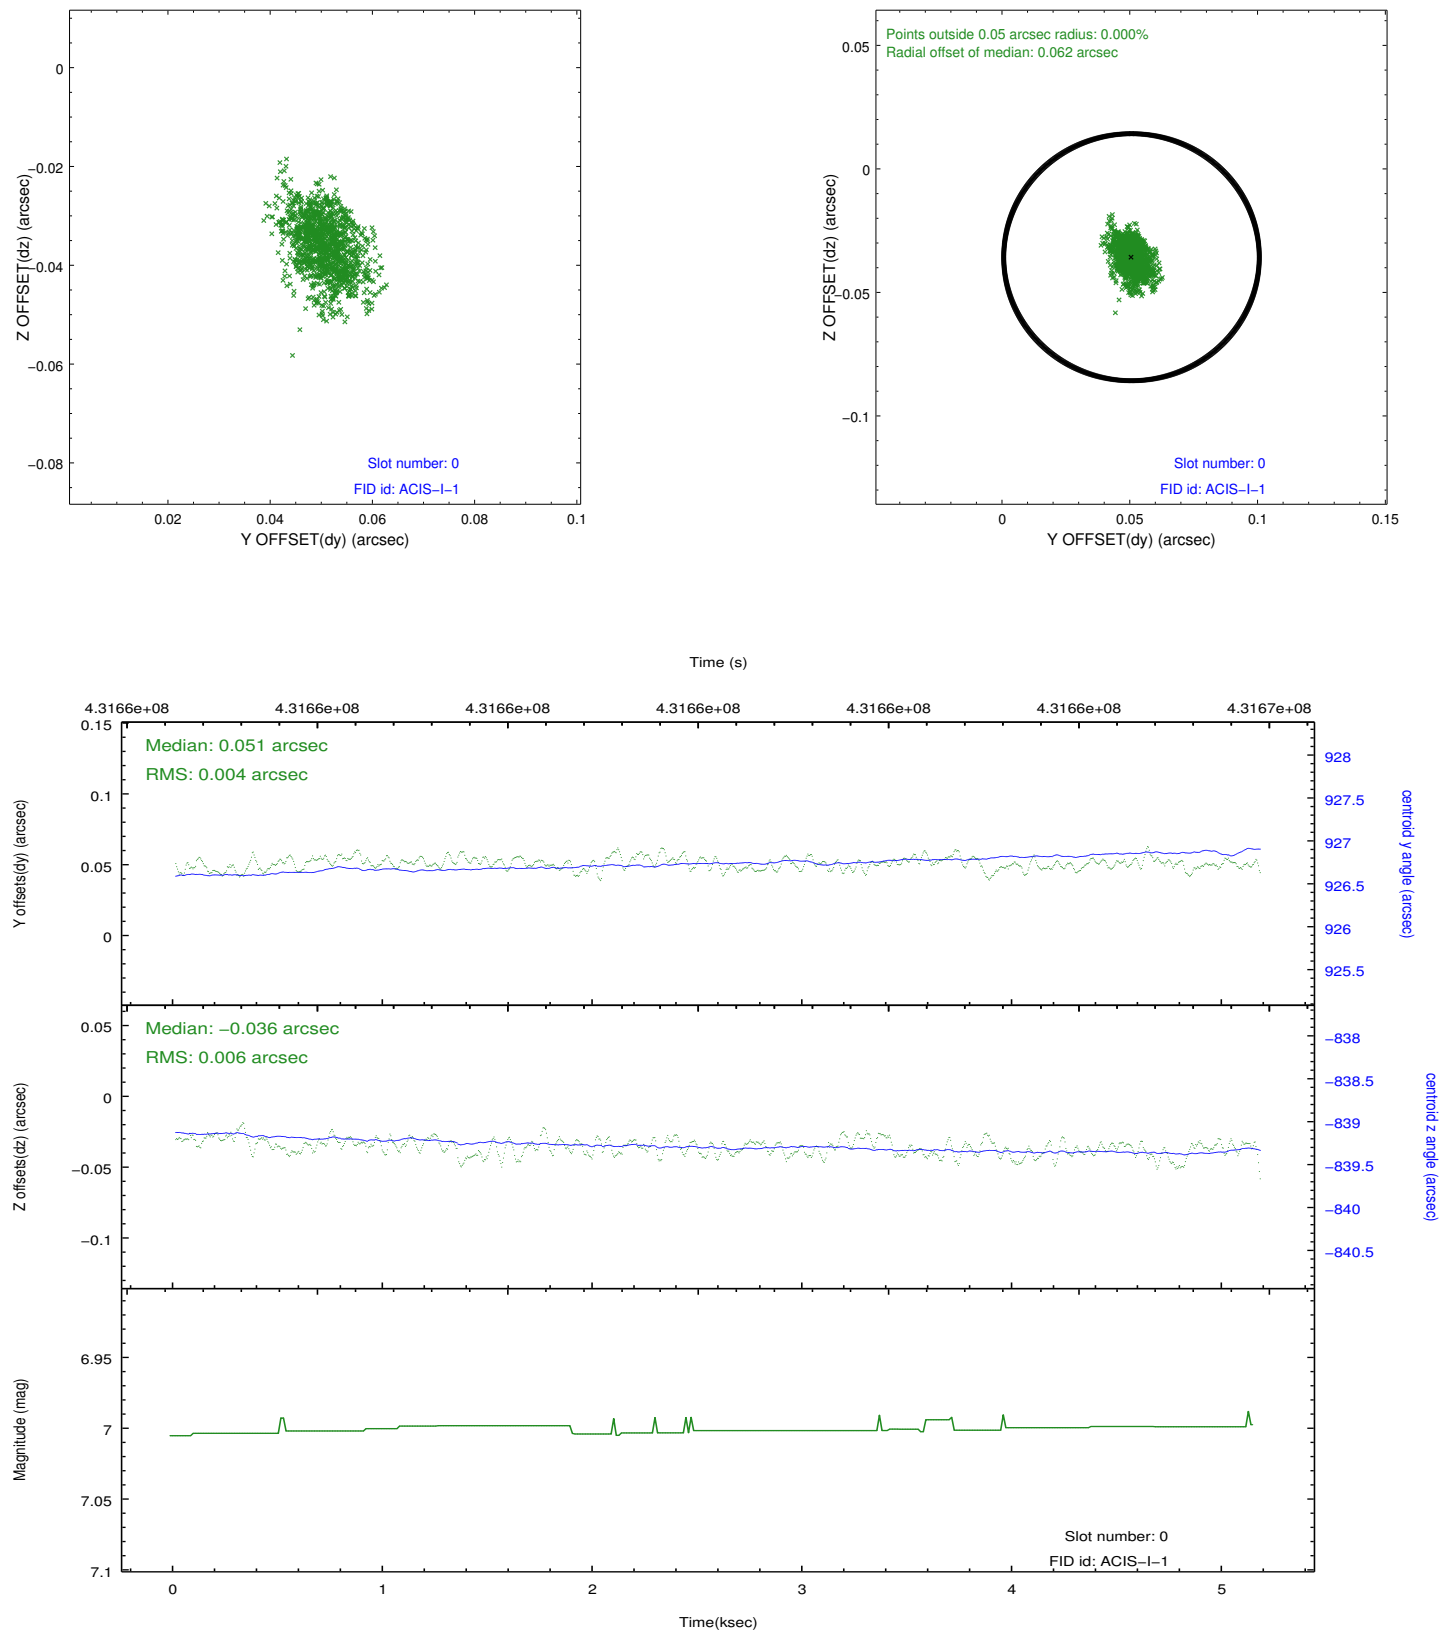 0
−0.02
−0.04
−0.06
−0.08
Z OFFSET(dz) (arcsec)
Slot number: 0
FID id: ACIS−I−1
0.02 0.04 0.06 0.08 0.1
Y OFFSET(dy) (arcsec)
Points outside 0.05 arcsec radius: 0.000%
Radial offset of median: 0.062 arcsec
0.05
0
−0.05
−0.1
Z OFFSET(dz) (arcsec)
Slot number: 0
FID id: ACIS−I−1
0 0.05 0.1 0.15
Y OFFSET(dy) (arcsec)
Time (s)
4.3166e+08 4.3166e+08 4.3166e+08 4.3166e+08 4.3166e+08 4.3166e+08 4.3167e+08
Median: 0.051 arcsec
RMS: 0.004 arcsec
0.15
0.1
0.05
0
Y offsets(dy) (arcsec)
928
927.5
927
926.5
926
925.5
centroid y angle (arcsec)
Median: −0.036 arcsec
RMS: 0.006 arcsec
0.05
0
−0.05
−0.1
Z offsets(dz) (arcsec)
−838
−838.5
−839
−839.5
−840
−840.5
centroid z angle (arcsec)
6.95
7
7.05
7.1
Magnitude (mag)
Slot number: 0
FID id: ACIS−I−1
0 1 2 3 4 5
Time(ksec)